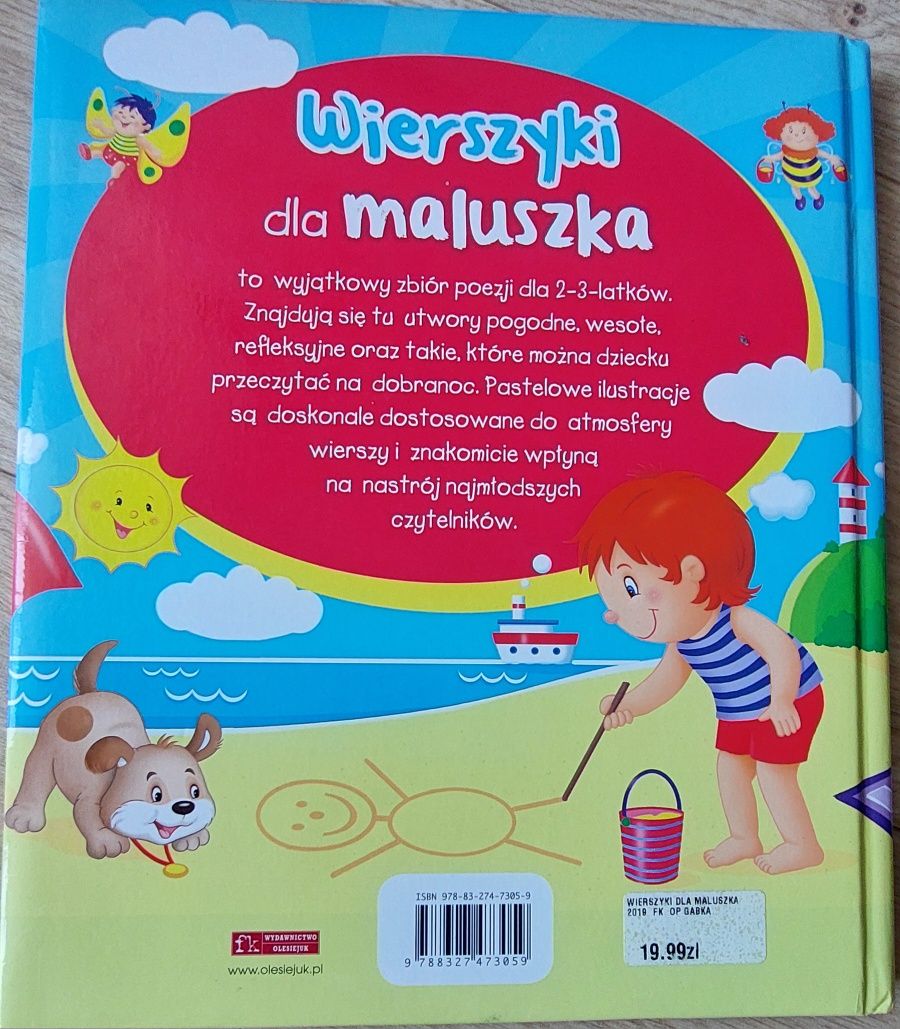 Wierszyki
dla maluszka
to wyjątkowy zbiór poezji dla 2-3-latków.
Znajdują się tu utwory pogodne, wesołe,
refleksyjne oraz takie, które można dziecku
przeczytać na dobranoc. Pastelowe ilustracje
są doskonale dostosowane do atmosfery
wierszy i znakomicie wpłyną
na nastrój najmłodszych
czytelników.
ISBN 978-83-274-7305-9
9 788327 473059
fk WYDAWNICTWO
OLESIEJUK
www.olesiejuk.pl
WIERSZYKI DLA MALUSZKA
2019 FK OP GĄBKA
19.99zl